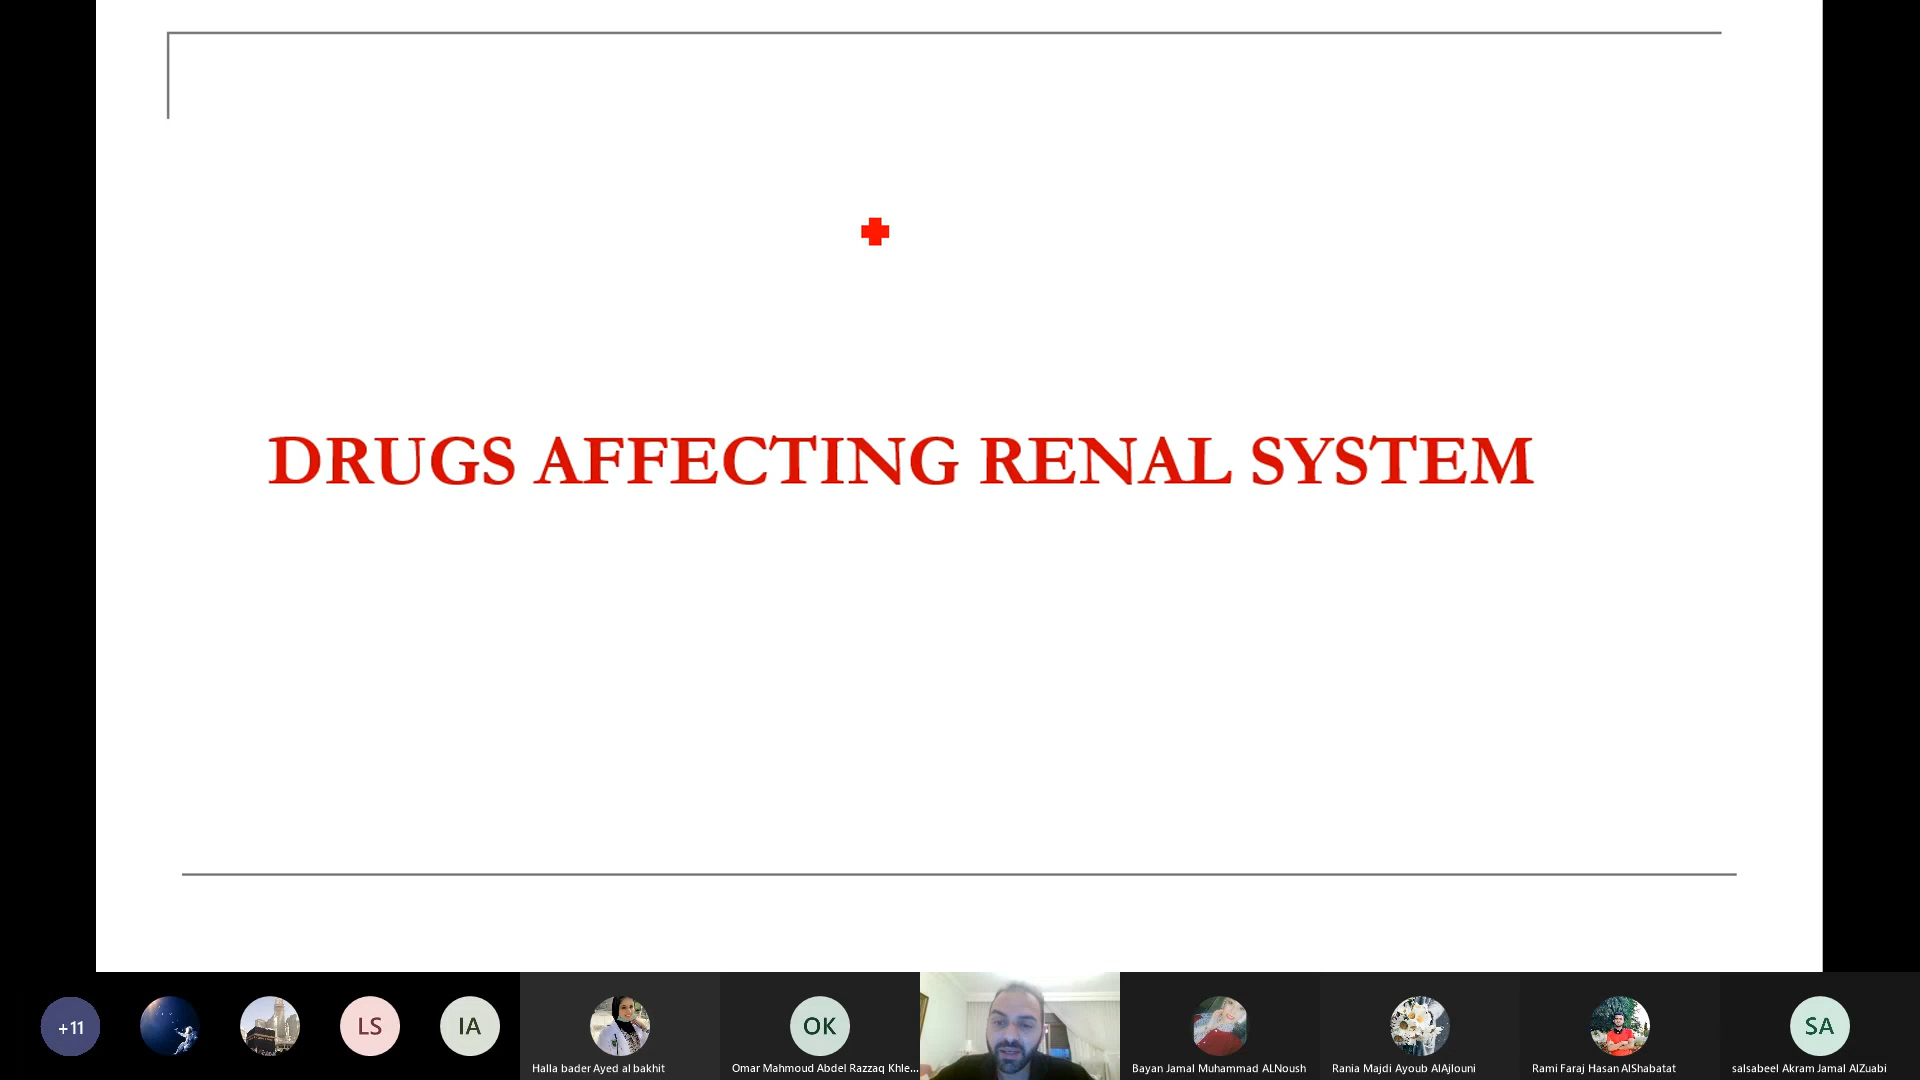 DRUGS AFFECTING RENAL SYSTEM
+11
LS
IA
OK
SA
Halla bader Ayed al bakhit
Omar Mahmoud Abdel Razzaq Khle...
Bayan Jamal Muhammad ALNoush
Rania Majdi Ayoub AlAjlouni
Rami Faraj Hasan AlShabatat
salsabeel Akram Jamal AlZuabi